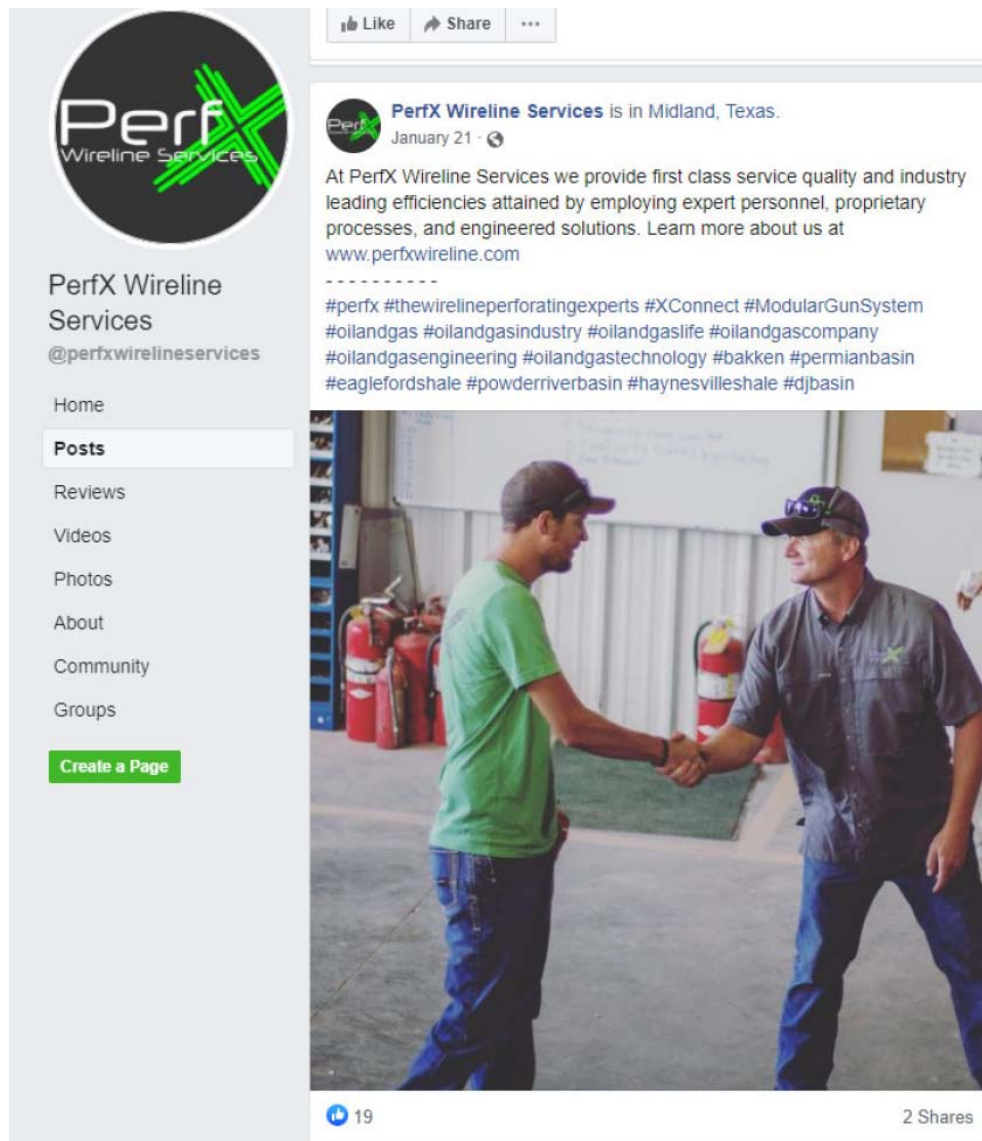 Like Share ...
Perf
Wireline Services
PerfX Wireline
Services
@perfxwirelineservices
Home
Posts
Reviews
Videos
Photos
About
Community
Groups
Create a Page
PerfX Wireline Services is in Midland, Texas.
January 21 ·
At PerfX Wireline Services we provide first class service quality and industry
leading efficiencies attained by employing expert personnel, proprietary
processes, and engineered solutions. Learn more about us at
www.perfxwireline.com
- - - - - - - - - -
#perfx #thewirelineperforatingexperts #XConnect #ModularGunSystem
#oilandgas #oilandgasindustry #oilandgaslife #oilandgascompany
#oilandgasengineering #oilandgastechnology #bakken #permianbasin
#eaglefordshale #powderriverbasin #haynesvilleshale #djbasin
19
2 Shares